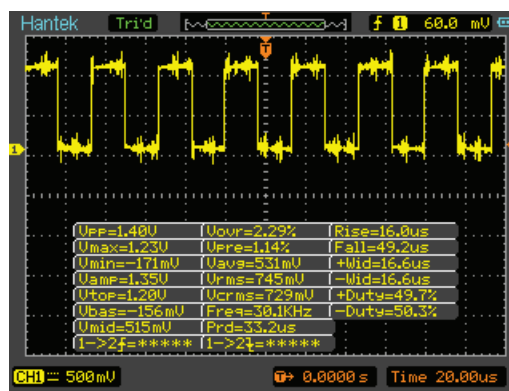 Hantek Tri'd T f 1 60.0 mV
T
1
Vpp=1.40V Vovr=2.29% Rise=16.0us
Vmax=1.23V Vpre=1.14% Fall=49.2us
Vmin=-171mV Vavg=531mV +Wid=16.6us
Vamp=1.35V Vrms=745mV -Wid=16.6us
Vtop=1.20V Vcrms=729mV +Duty=49.7%
Vbas=-156mV Freq=30.1KHz -Duty=50.3%
Vmid=515mV Prd=33.2us
1->2f=***** 1->2⨍=*****
CH1 500mV T→ 0.0000 s Time 20.00us